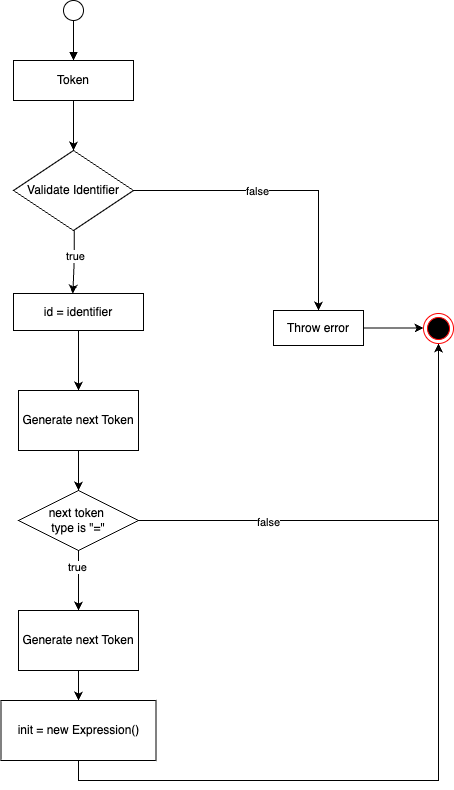 Token
Validate Identifier
false
true
id = identifier
Throw error
Generate next Token
next token
type is "="
false
true
Generate next Token
init = new Expression()